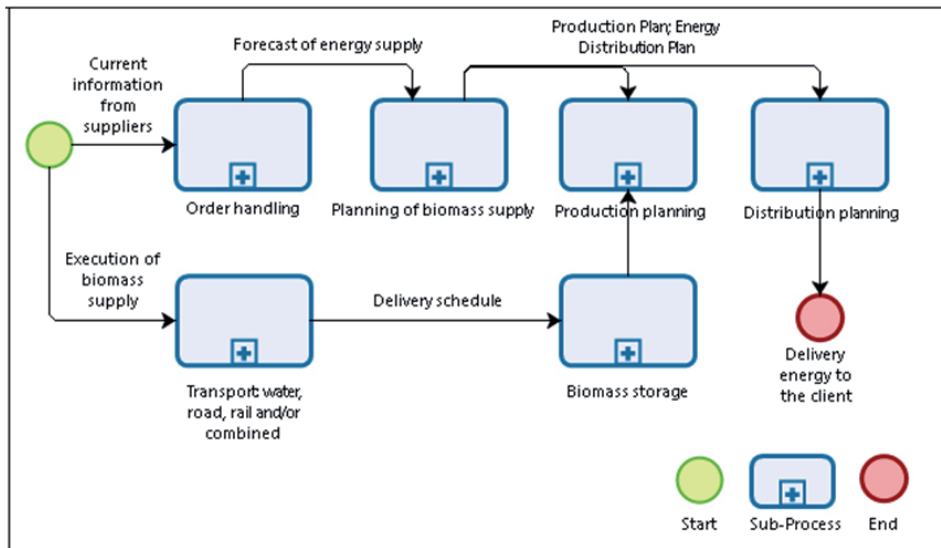 Forecast of energy supply
Production Plan; Energy
Distribution Plan
Current
information
from
suppliers
Order handling
Planning of biomass supply
Production planning
Distribution planning
Execution of
biomass
supply
Delivery schedule
Transport water,
road, rail and/or
combined
Biomass storage
Delivery
energy to
the client
Start
Sub-Process
End